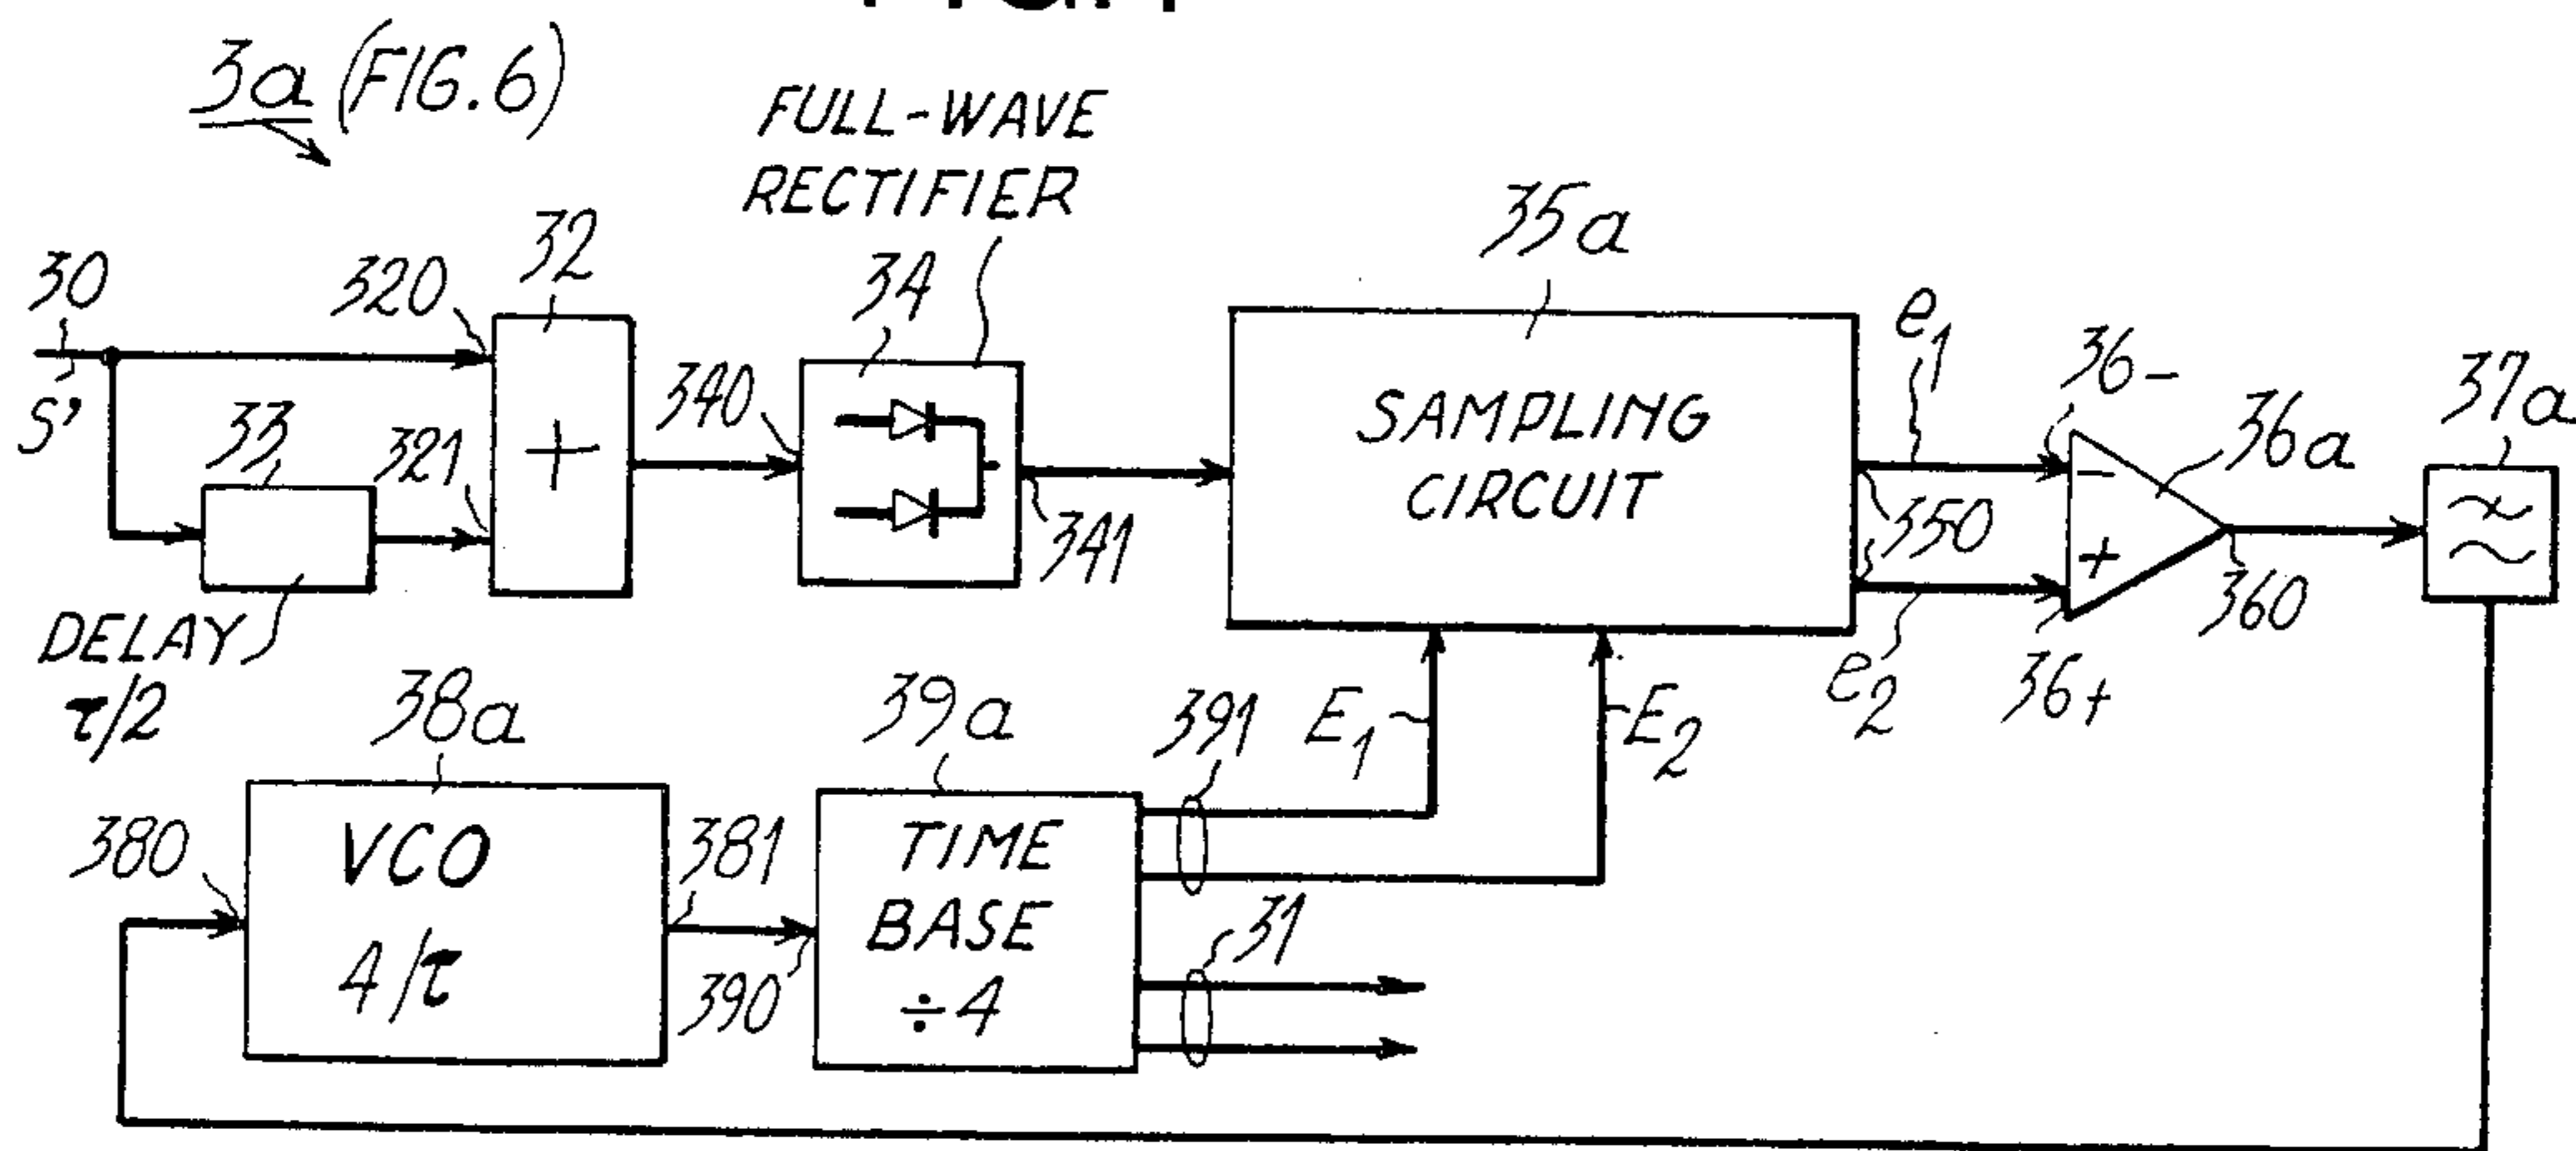 3a (FIG. 6)
FULL-WAVE
RECTIFIER
30
S'
320
32
33
321
DELAY
τ/2
340
34
341
35a
SAMPLING
CIRCUIT
e1
350
e2
36-
-
+
36+
36a
360
37a
38a
380
VCO
4/τ
381
390
39a
TIME
BASE
÷4
391
E1
E2
31
+